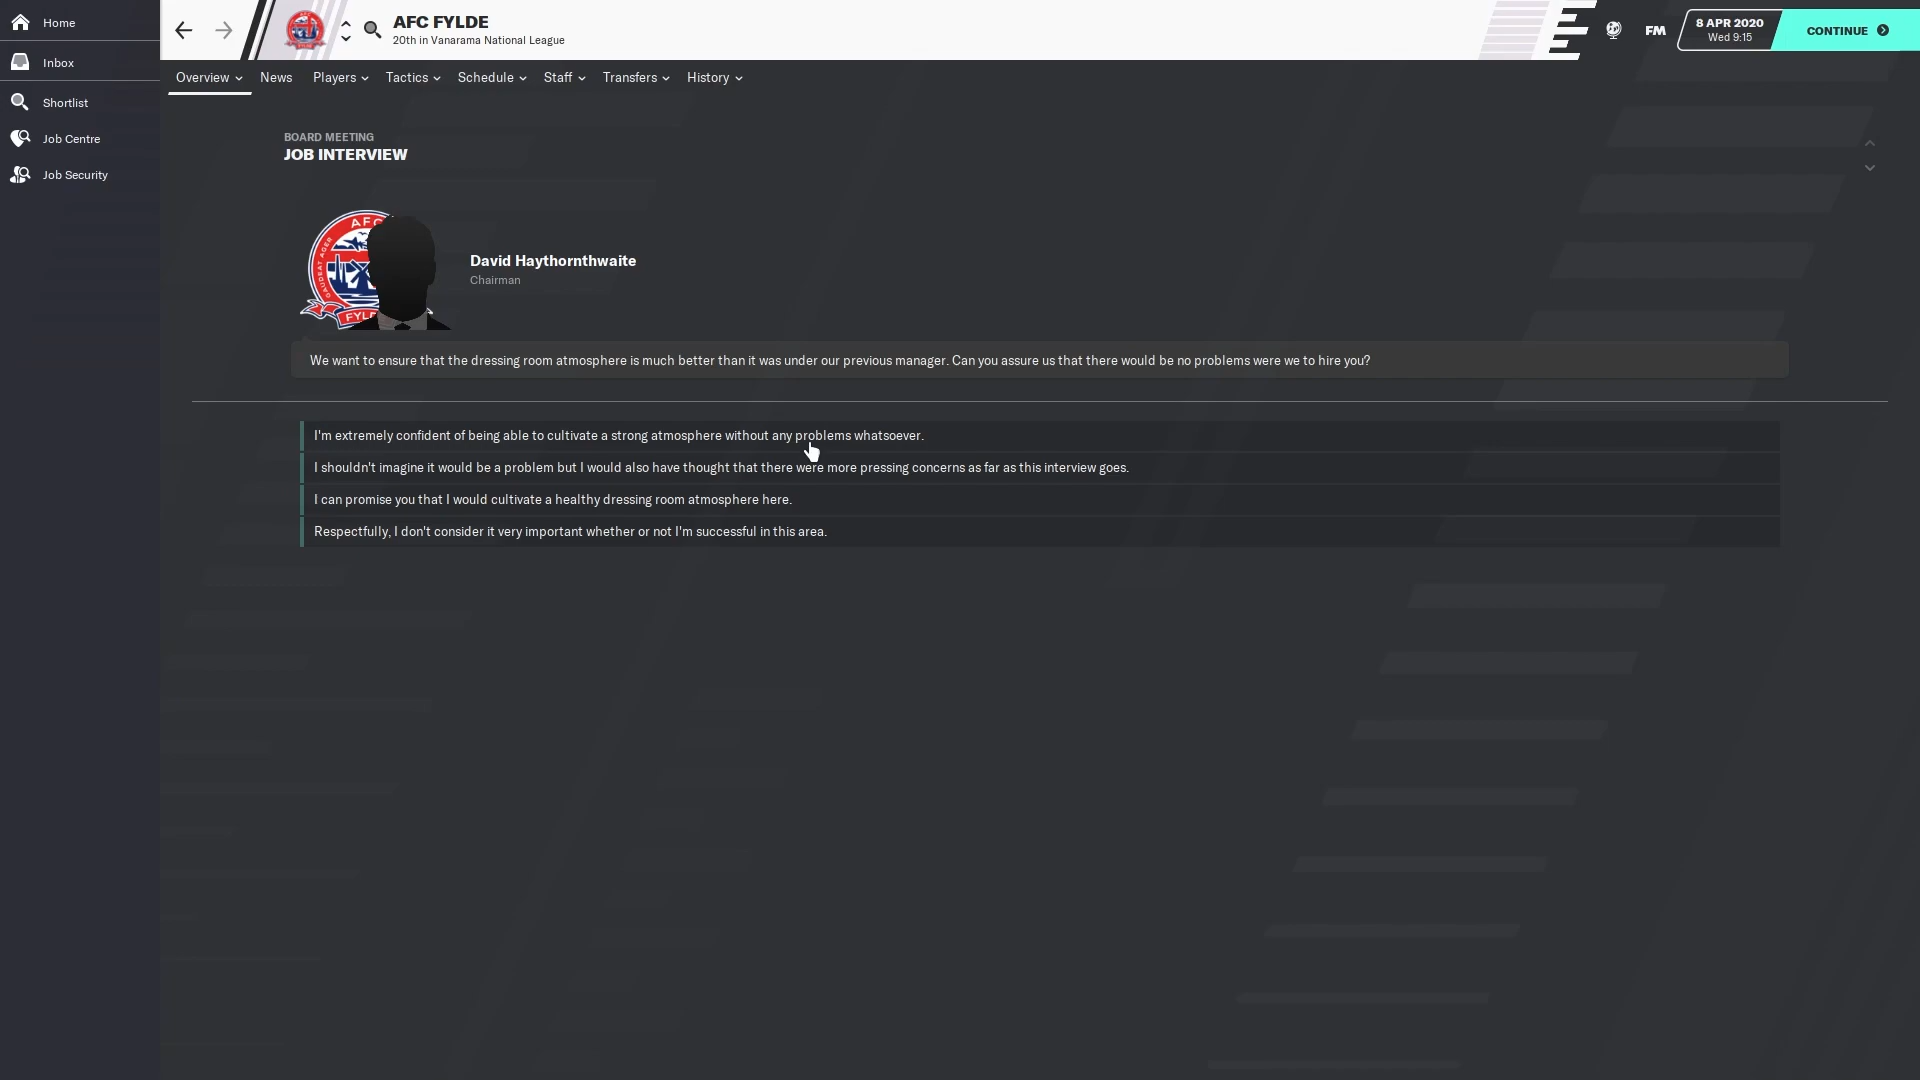 Home
Inbox
Shortlist
Job Centre
Job Security
AFC FYLDE
20th in Vanarama National League
FM
8 APR 2020
Wed 9:15
CONTINUE
Overview
News
Players
Tactics
Schedule
Staff
Transfers
History
BOARD MEETING
JOB INTERVIEW
AFC
GAUDEAT AGER
David Haythornthwaite
Chairman
We want to ensure that the dressing room atmosphere is much better than it was under our previous manager. Can you assure us that there would be no problems were we to hire you?
I'm extremely confident of being able to cultivate a strong atmosphere without any problems whatsoever.
I shouldn't imagine it would be a problem but I would also have thought that there were more pressing concerns as far as this interview goes.
I can promise you that I would cultivate a healthy dressing room atmosphere here.
Respectfully, I don't consider it very important whether or not I'm successful in this area.